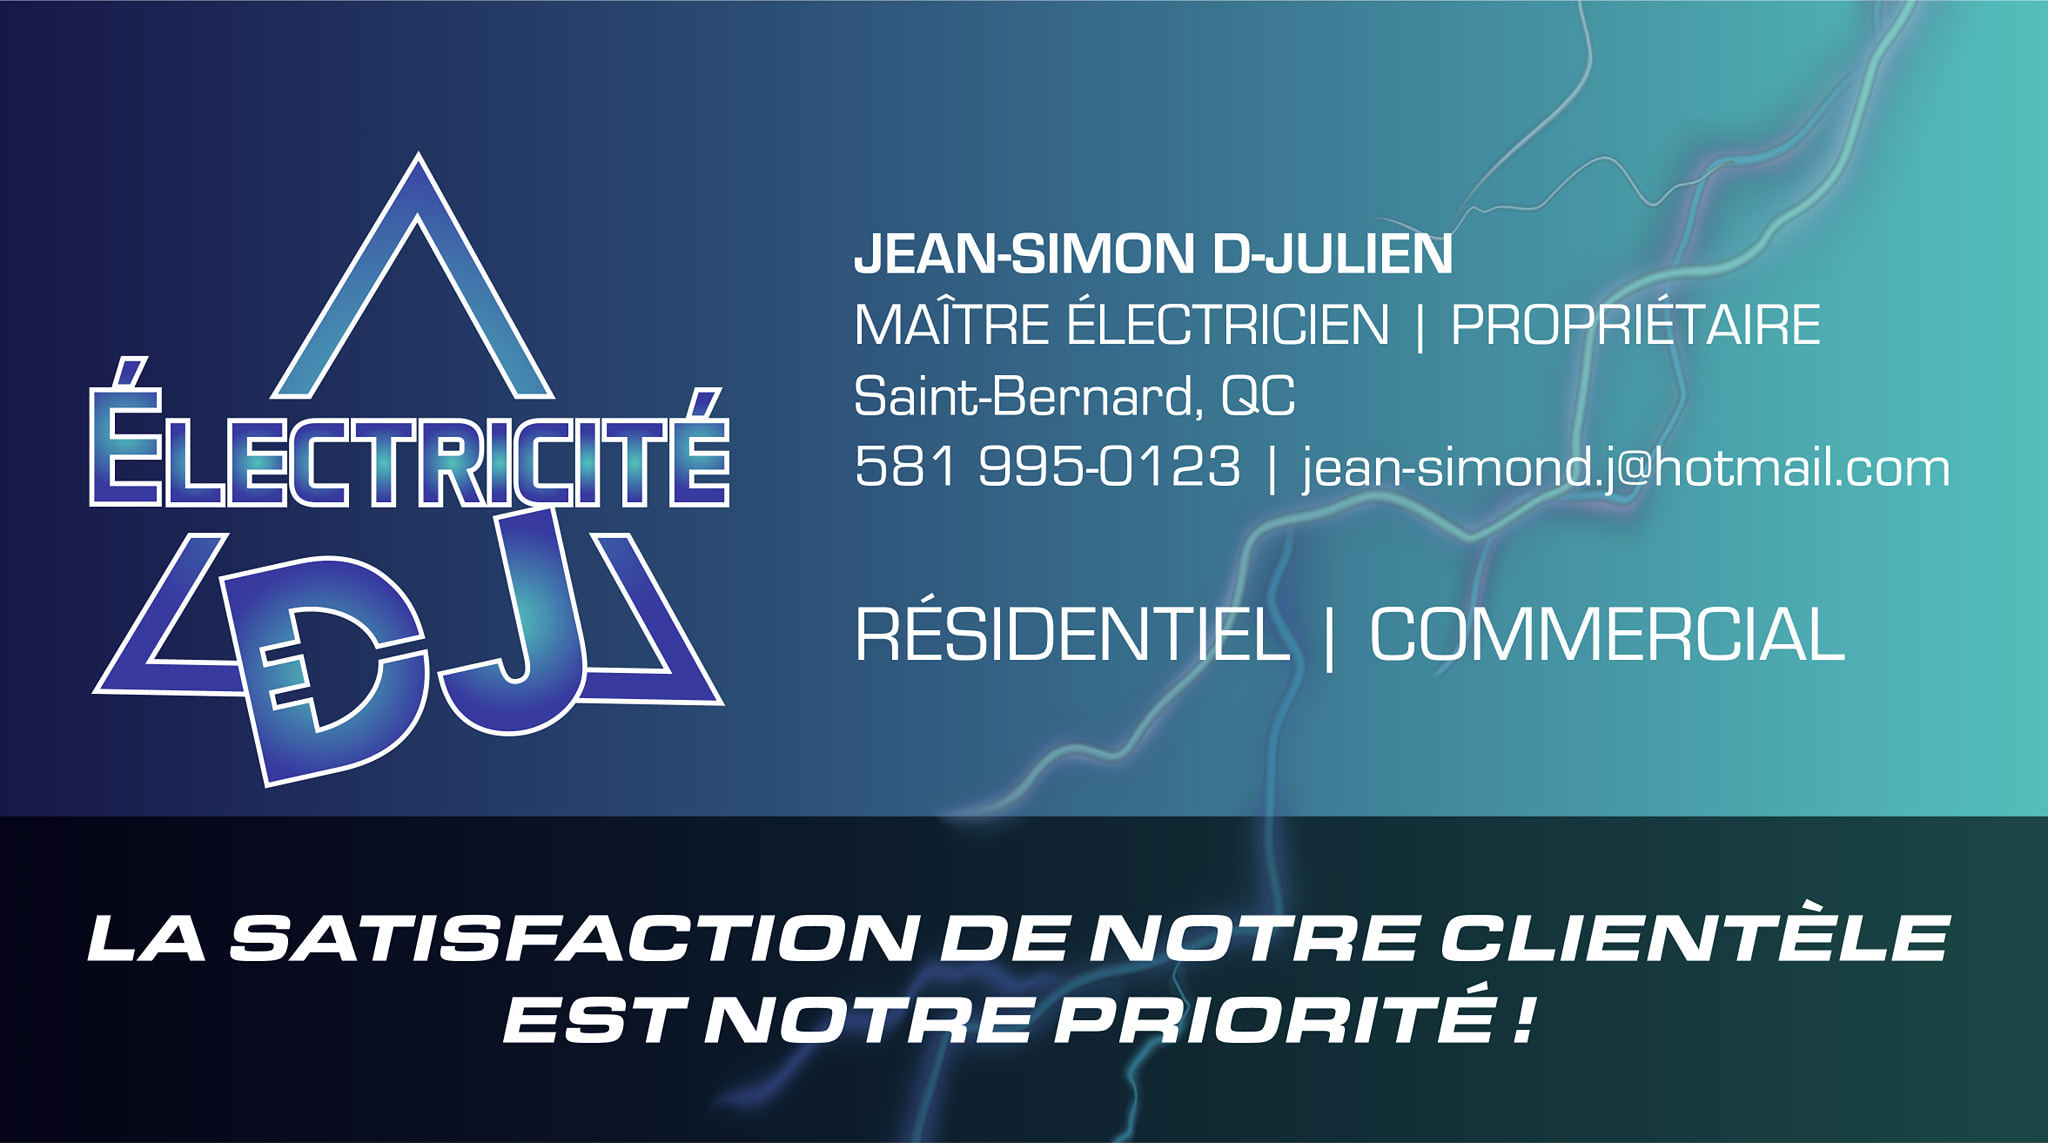 ÉLECTRICITÉ
DJ
JEAN-SIMON D-JULIEN
MAÎTRE ÉLECTRICIEN | PROPRIÉTAIRE
Saint-Bernard, QC
581 995-0123 | jean-simond.j@hotmail.com
RÉSIDENTIEL | COMMERCIAL
LA SATISFACTION DE NOTRE CLIENTÈLE
EST NOTRE PRIORITÉ !